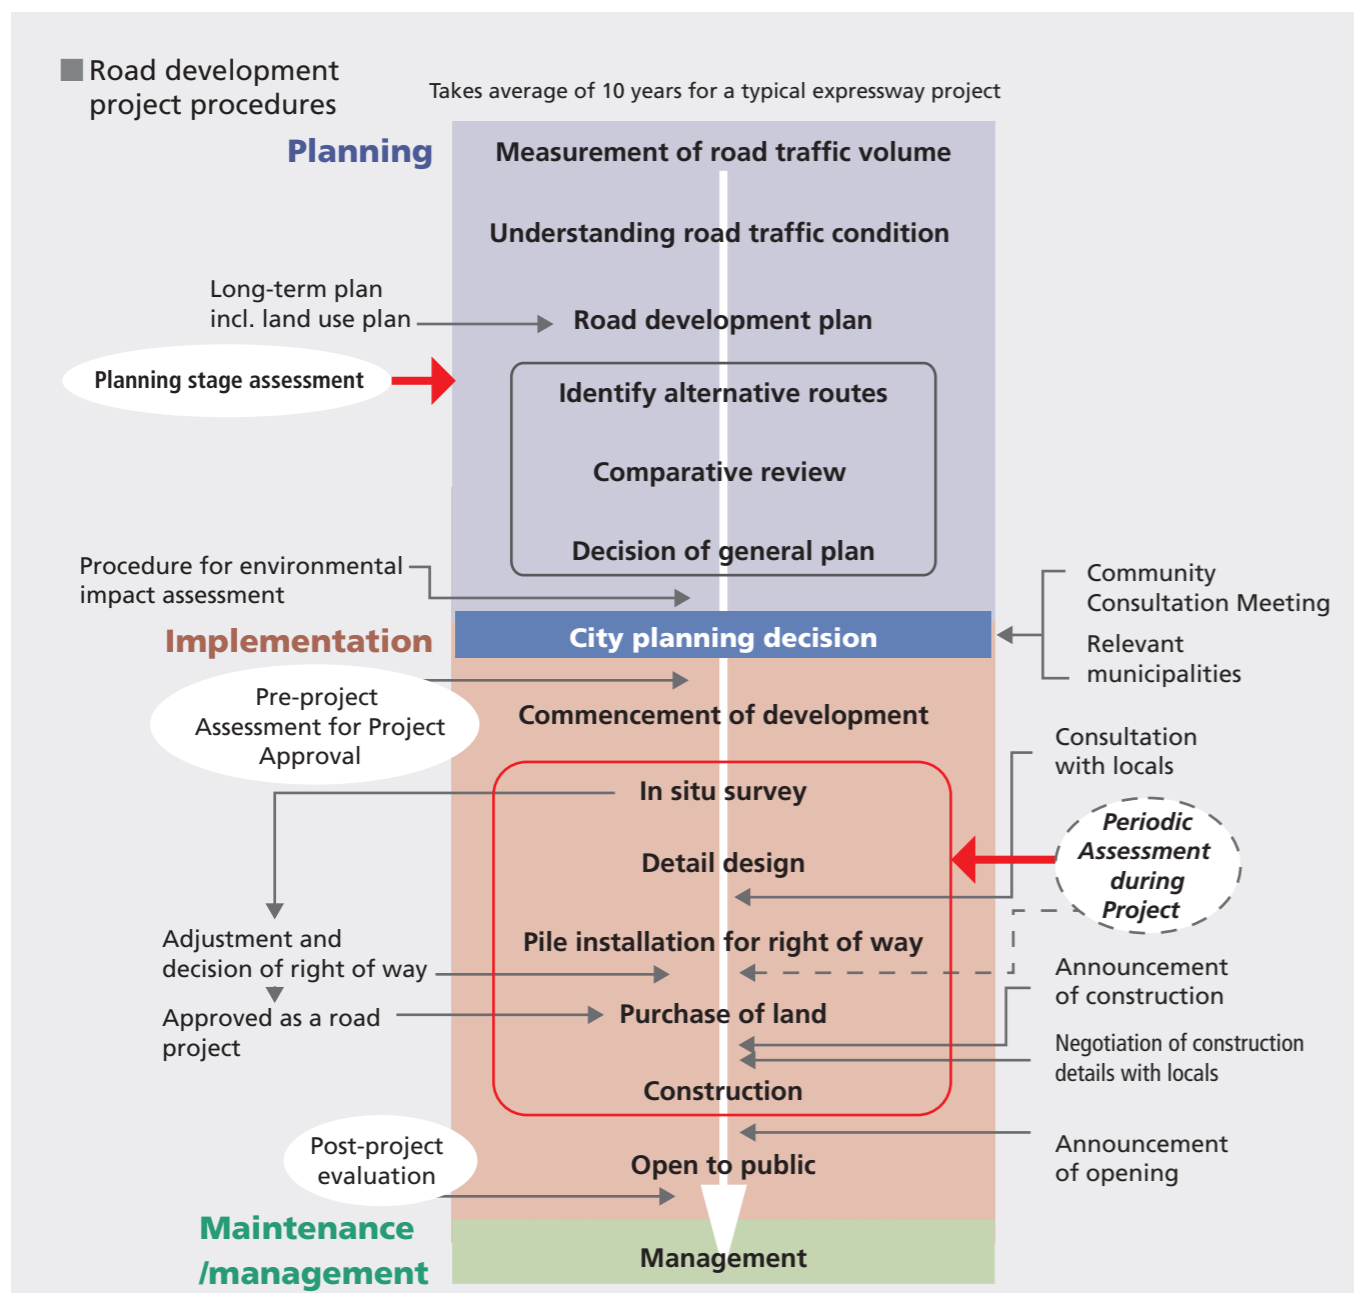 Road development
project procedures
Takes average of 10 years for a typical expressway project
Planning
Measurement of road traffic volume
Understanding road traffic condition
Long-term plan
incl. land use plan
Road development plan
Planning stage assessment
Identify alternative routes
Comparative review
Decision of general plan
Procedure for environmental
impact assessment
Community
Consultation Meeting
Relevant
municipalities
Implementation
City planning decision
Pre-project
Assessment for Project
Approval
Commencement of development
Consultation
with locals
In situ survey
Periodic
Assessment
during
Project
Detail design
Adjustment and
decision of right of way
Pile installation for right of way
Announcement
of construction
Approved as a road
project
Purchase of land
Negotiation of construction
details with locals
Construction
Post-project
evaluation
Open to public
Announcement
of opening
Maintenance
/management
Management